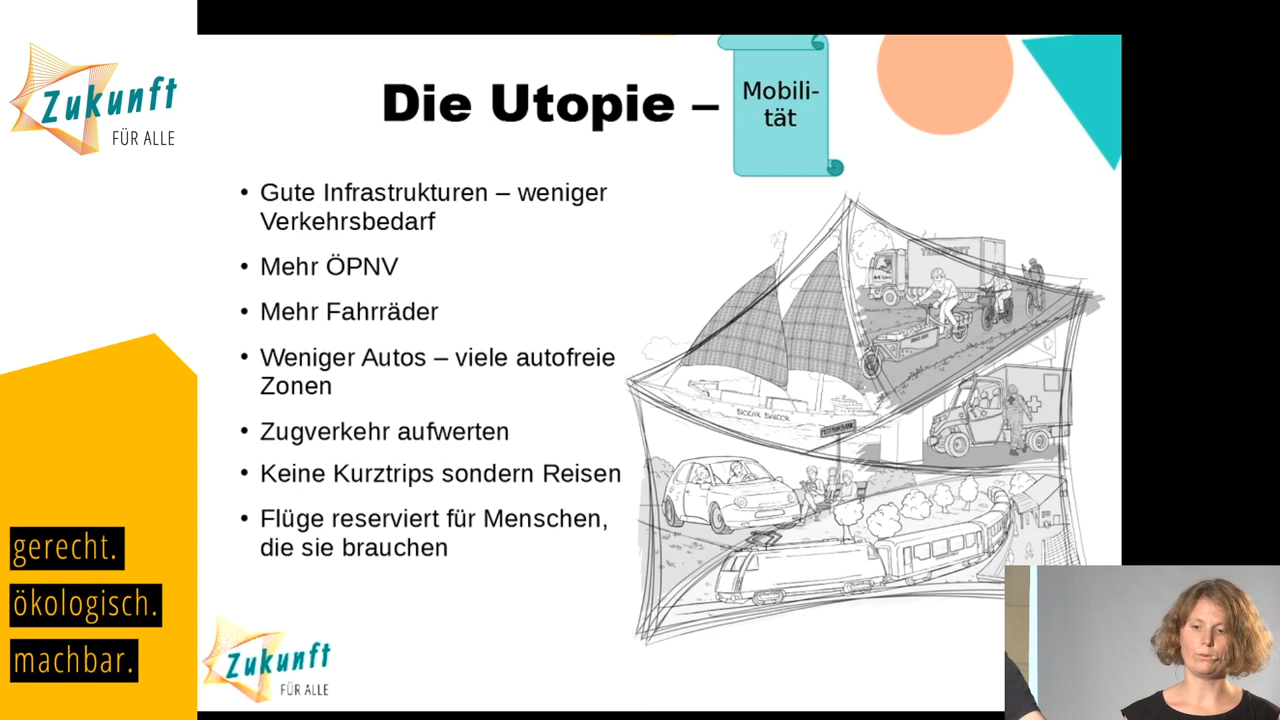 Zukunft
FÜR ALLE
gerecht.
ökologisch.
machbar.
Die Utopie –
Mobili-
tät
• Gute Infrastrukturen – weniger
Verkehrsbedarf
• Mehr ÖPNV
• Mehr Fahrräder
• Weniger Autos – viele autofreie
Zonen
• Zugverkehr aufwerten
• Keine Kurztrips sondern Reisen
• Flüge reserviert für Menschen,
die sie brauchen
Zukunft
FÜR ALLE